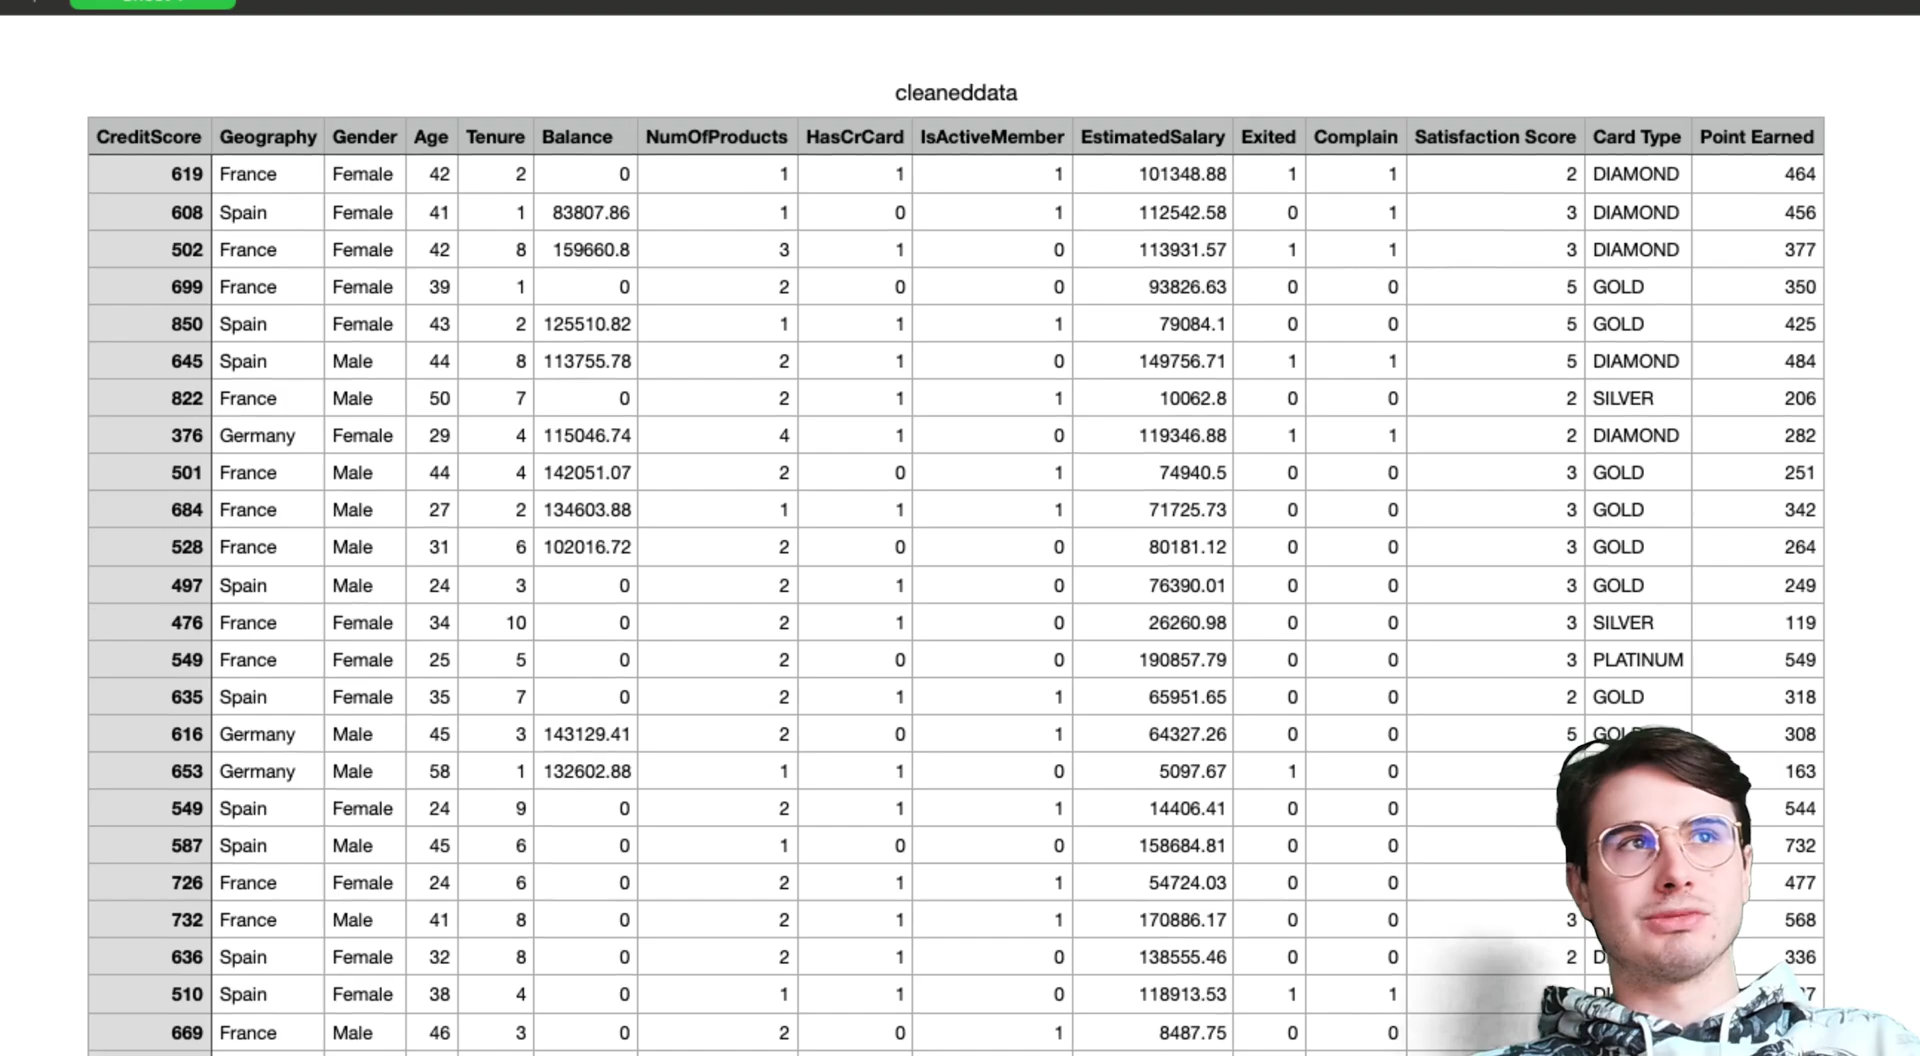 cleaneddata
CreditScore Geography Gender Age Tenure Balance NumOfProducts HasCrCard IsActiveMember EstimatedSalary Exited Complain Satisfaction Score Card Type Point Earned
619 France Female 42 2 0 1 1 1 101348.88 1 1 2 DIAMOND 464
608 Spain Female 41 1 83807.86 1 0 1 112542.58 0 1 3 DIAMOND 456
502 France Female 42 8 159660.8 3 1 0 113931.57 1 1 3 DIAMOND 377
699 France Female 39 1 0 2 0 0 93826.63 0 0 5 GOLD 350
850 Spain Female 43 2 125510.82 1 1 1 79084.1 0 0 5 GOLD 425
645 Spain Male 44 8 113755.78 2 1 0 149756.71 1 1 5 DIAMOND 484
822 France Male 50 7 0 2 1 1 10062.8 0 0 2 SILVER 206
376 Germany Female 29 4 115046.74 4 1 0 119346.88 1 1 2 DIAMOND 282
501 France Male 44 4 142051.07 2 0 1 74940.5 0 0 3 GOLD 251
684 France Male 27 2 134603.88 1 1 1 71725.73 0 0 3 GOLD 342
528 France Male 31 6 102016.72 2 0 0 80181.12 0 0 3 GOLD 264
497 Spain Male 24 3 0 2 1 0 76390.01 0 0 3 GOLD 249
476 France Female 34 10 0 2 1 0 26260.98 0 0 3 SILVER 119
549 France Female 25 5 0 2 0 0 190857.79 0 0 3 PLATINUM 549
635 Spain Female 35 7 0 2 1 1 65951.65 0 0 2 GOLD 318
616 Germany Male 45 3 143129.41 2 0 1 64327.26 0 0 5 GOLD 308
653 Germany Male 58 1 132602.88 1 1 0 5097.67 1 0 163
549 Spain Female 24 9 0 2 1 1 14406.41 0 0 544
587 Spain Male 45 6 0 1 0 0 158684.81 0 0 732
726 France Female 24 6 0 2 1 1 54724.03 0 0 477
732 France Male 41 8 0 2 1 1 170886.17 0 0 3 568
636 Spain Female 32 8 0 2 1 0 138555.46 0 0 2 336
510 Spain Female 38 4 0 1 1 0 118913.53 1 1
669 France Male 46 3 0 2 0 1 8487.75 0 0